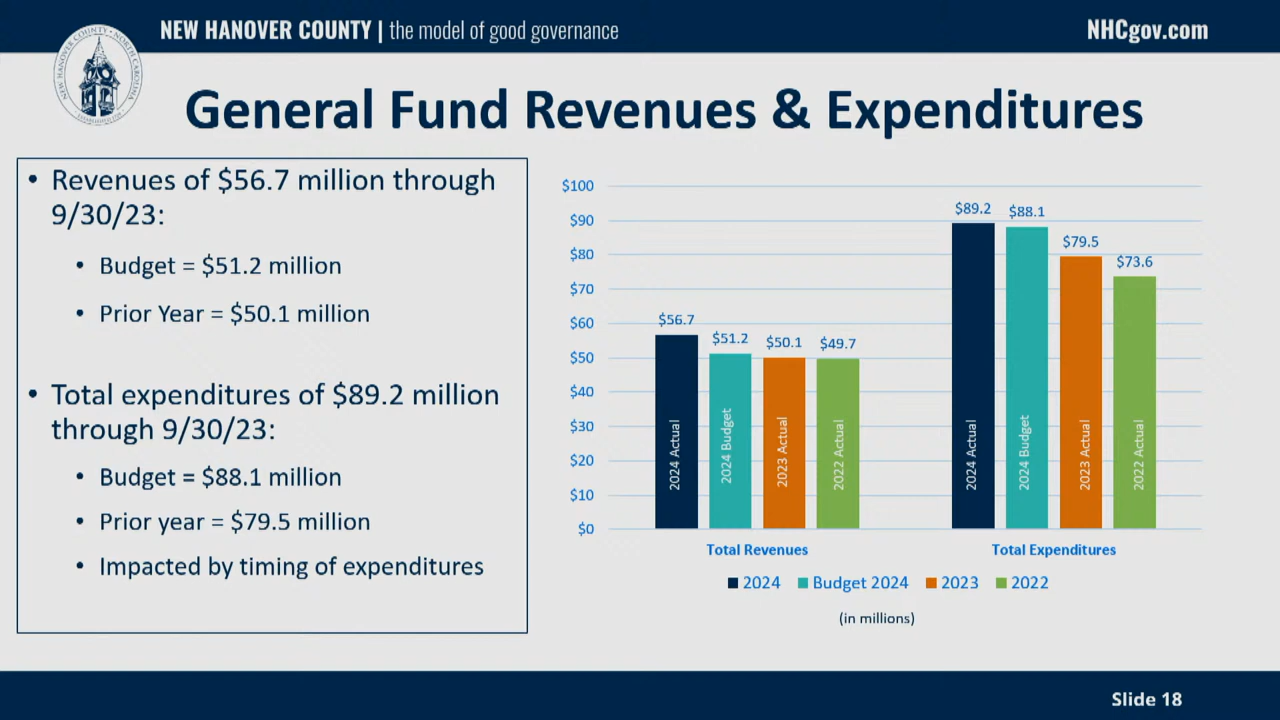 NEW HANOVER COUNTY | the model of good governance
NHCgov.com
NEW HANOVER COUNTY • NORTH CAROLINA
General Fund Revenues & Expenditures
• Revenues of $56.7 million through
9/30/23:
• Budget = $51.2 million
• Prior Year = $50.1 million
• Total expenditures of $89.2 million
through 9/30/23:
• Budget = $88.1 million
• Prior year = $79.5 million
• Impacted by timing of expenditures
$100
$90
$80
$70
$60
$50
$40
$30
$20
$10
$0
$56.7
$51.2
$50.1
$49.7
$89.2
$88.1
$79.5
$73.6
2024 Actual
2024 Budget
2023 Actual
2022 Actual
2024 Actual
2024 Budget
2023 Actual
2022 Actual
Total Revenues
Total Expenditures
2024
Budget 2024
2023
2022
(in millions)
Slide 18